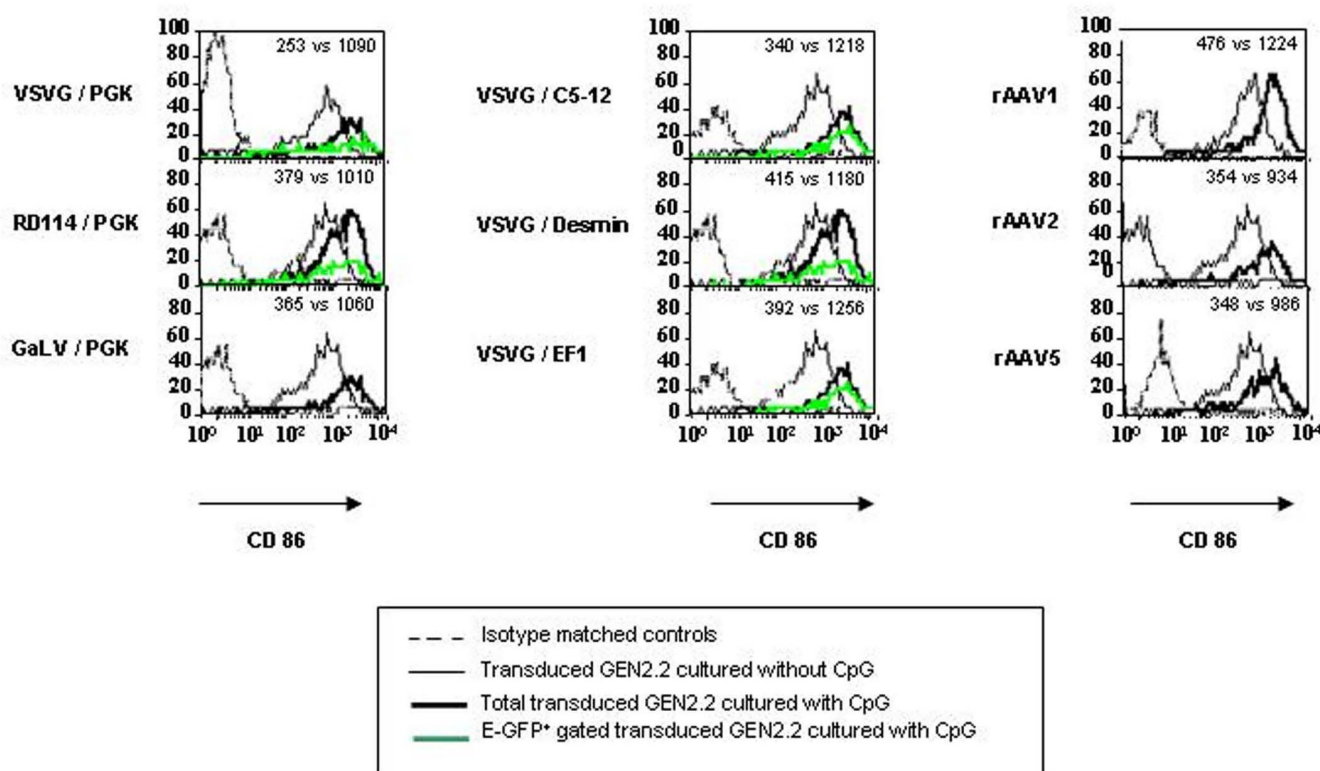 VSVG / PGK
100
80
60
40
20
0
253 vs 1090
RD114 / PGK
80
60
40
20
0
379 vs 1010
GaLV / PGK
80
60
40
20
0
365 vs 1060
10⁰ 10¹ 10² 10³ 10⁴
CD 86
VSVG / C5-12
100
80
60
40
20
0
340 vs 1218
VSVG / Desmin
80
60
40
20
0
415 vs 1180
VSVG / EF1
80
60
40
20
0
392 vs 1256
10⁰ 10¹ 10² 10³ 10⁴
CD 86
rAAV1
100
80
60
40
20
0
476 vs 1224
rAAV2
80
60
40
20
0
354 vs 934
rAAV5
80
60
40
20
0
348 vs 986
10⁰ 10¹ 10² 10³ 10⁴
CD 86
Isotype matched controls
Transduced GEN2.2 cultured without CpG
Total transduced GEN2.2 cultured with CpG
E-GFP⁺ gated transduced GEN2.2 cultured with CpG